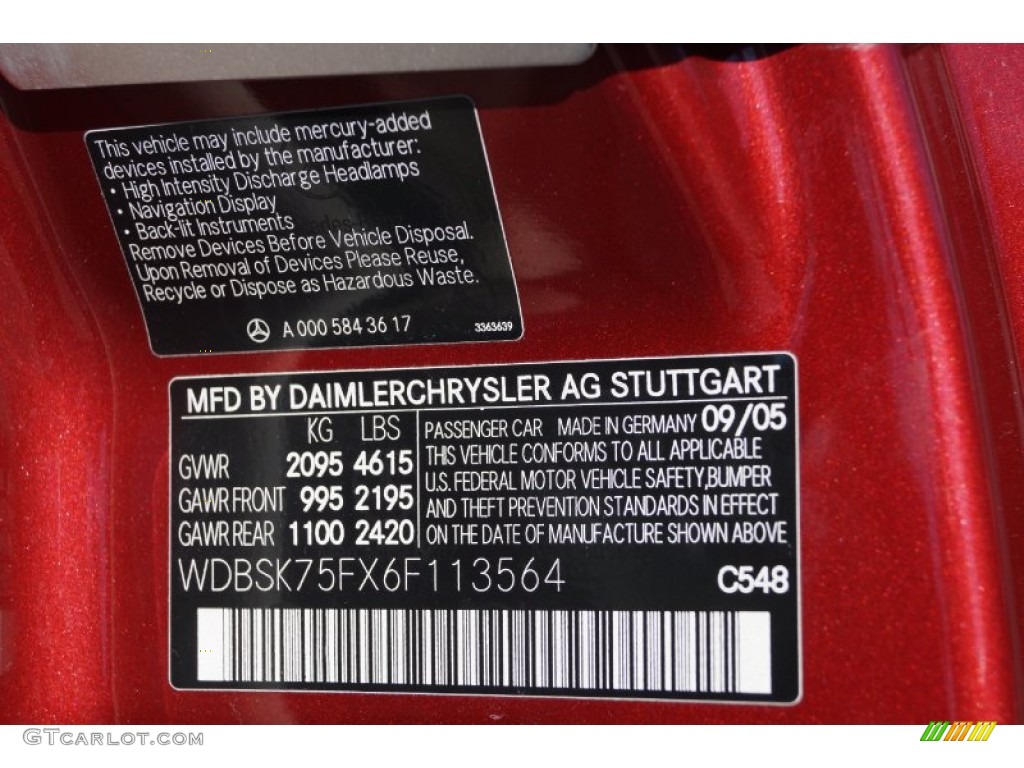 This vehicle may include mercury-added
devices installed by the manufacturer:
• High Intensity Discharge Headlamps
• Navigation Display
• Back-lit Instruments
Remove Devices Before Vehicle Disposal.
Upon Removal of Devices Please Reuse,
Recycle or Dispose as Hazardous Waste.
A 000 584 36 17 3363639
MFD BY DAIMLERCHRYSLER AG STUTTGART
KG LBS
GVWR 2095 4615
GAWR FRONT 995 2195
GAWR REAR 1100 2420
PASSENGER CAR MADE IN GERMANY 09/05
THIS VEHICLE CONFORMS TO ALL APPLICABLE
U.S. FEDERAL MOTOR VEHICLE SAFETY,BUMPER
AND THEFT PREVENTION STANDARDS IN EFFECT
ON THE DATE OF MANUFACTURE SHOWN ABOVE
WDBSK75FX6F113564 C548
GTCARLOT.COM